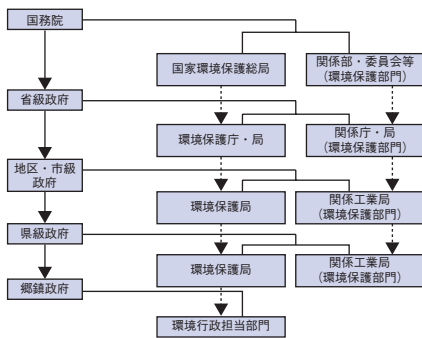 国務院
国家環境保護総局
関係部・委員会等
（環境保護部門）
省級政府
環境保護庁・局
関係庁・局
（環境保護部門）
地区・市級
政府
環境保護局
関係工業局
（環境保護部門）
県級政府
環境保護局
関係工業局
（環境保護部門）
郷鎮政府
環境行政担当部門